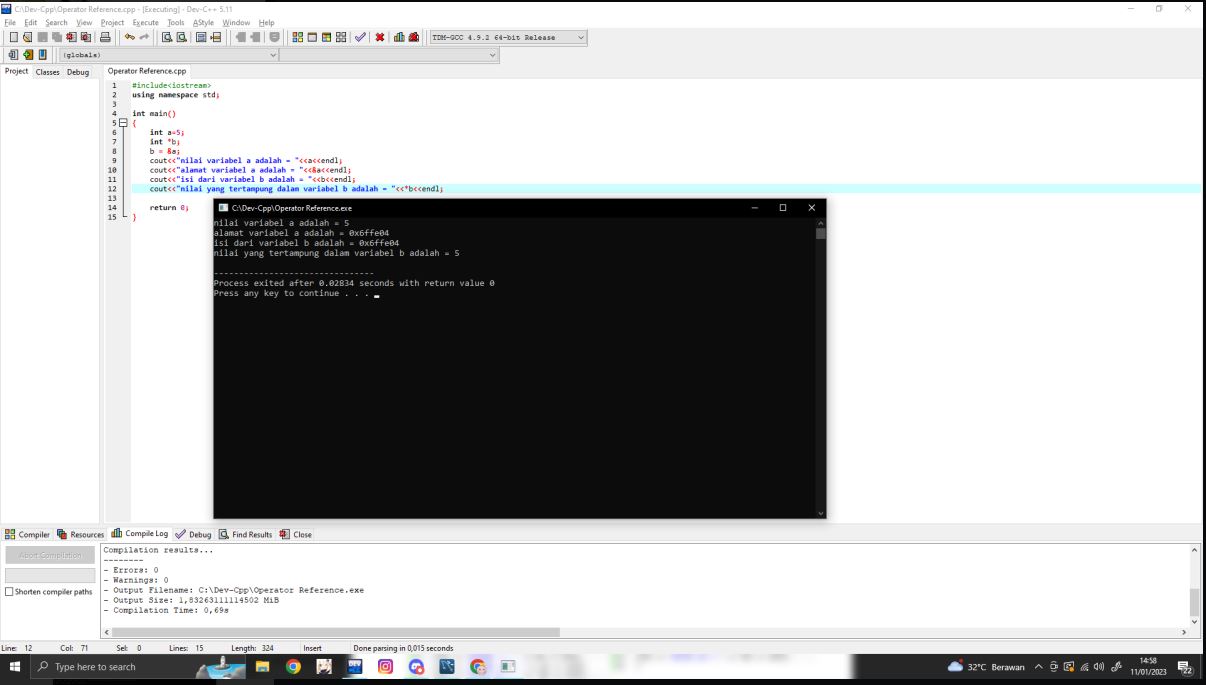 C:\Dev-Cpp\Operator Reference.cpp - [Executing] - Dev-C++ 5.11
File Edit Search View Project Execute Tools AStyle Window Help
TDM-GCC 4.9.2 64-bit Release
(globals)
Project Classes Debug
Operator Reference.cpp
1 #include<iostream>
2 using namespace std;
3
4 int main()
5 {
6 int a=5;
7 int *b;
8 b = &a;
9 cout<<"nilai variabel a adalah = "<<a<<endl;
10 cout<<"alamat variabel a adalah = "<<&a<<endl;
11 cout<<"isi dari variabel b adalah = "<<b<<endl;
12 cout<<"nilai yang tertampung dalam variabel b adalah = "<<*b<<endl;
13
14 return 0;
15 }
C:\Dev-Cpp\Operator Reference.exe
nilai variabel a adalah = 5
alamat variabel a adalah = 0x6ffe04
isi dari variabel b adalah = 0x6ffe04
nilai yang tertampung dalam variabel b adalah = 5
--------------------------------
Process exited after 0.02834 seconds with return value 0
Press any key to continue . . .
Compiler Resources Compile Log Debug Find Results Close
Abort Compilation
Shorten compiler paths
Compilation results...
--------
- Errors: 0
- Warnings: 0
- Output Filename: C:\Dev-Cpp\Operator Reference.exe
- Output Size: 1,83263111114502 MiB
- Compilation Time: 0,69s
Line: 12 Col: 71 Sel: 0 Lines: 15 Length: 324 Insert Done parsing in 0,015 seconds
Type here to search
DEV
32°C Berawan
14:58
11/01/2023
22